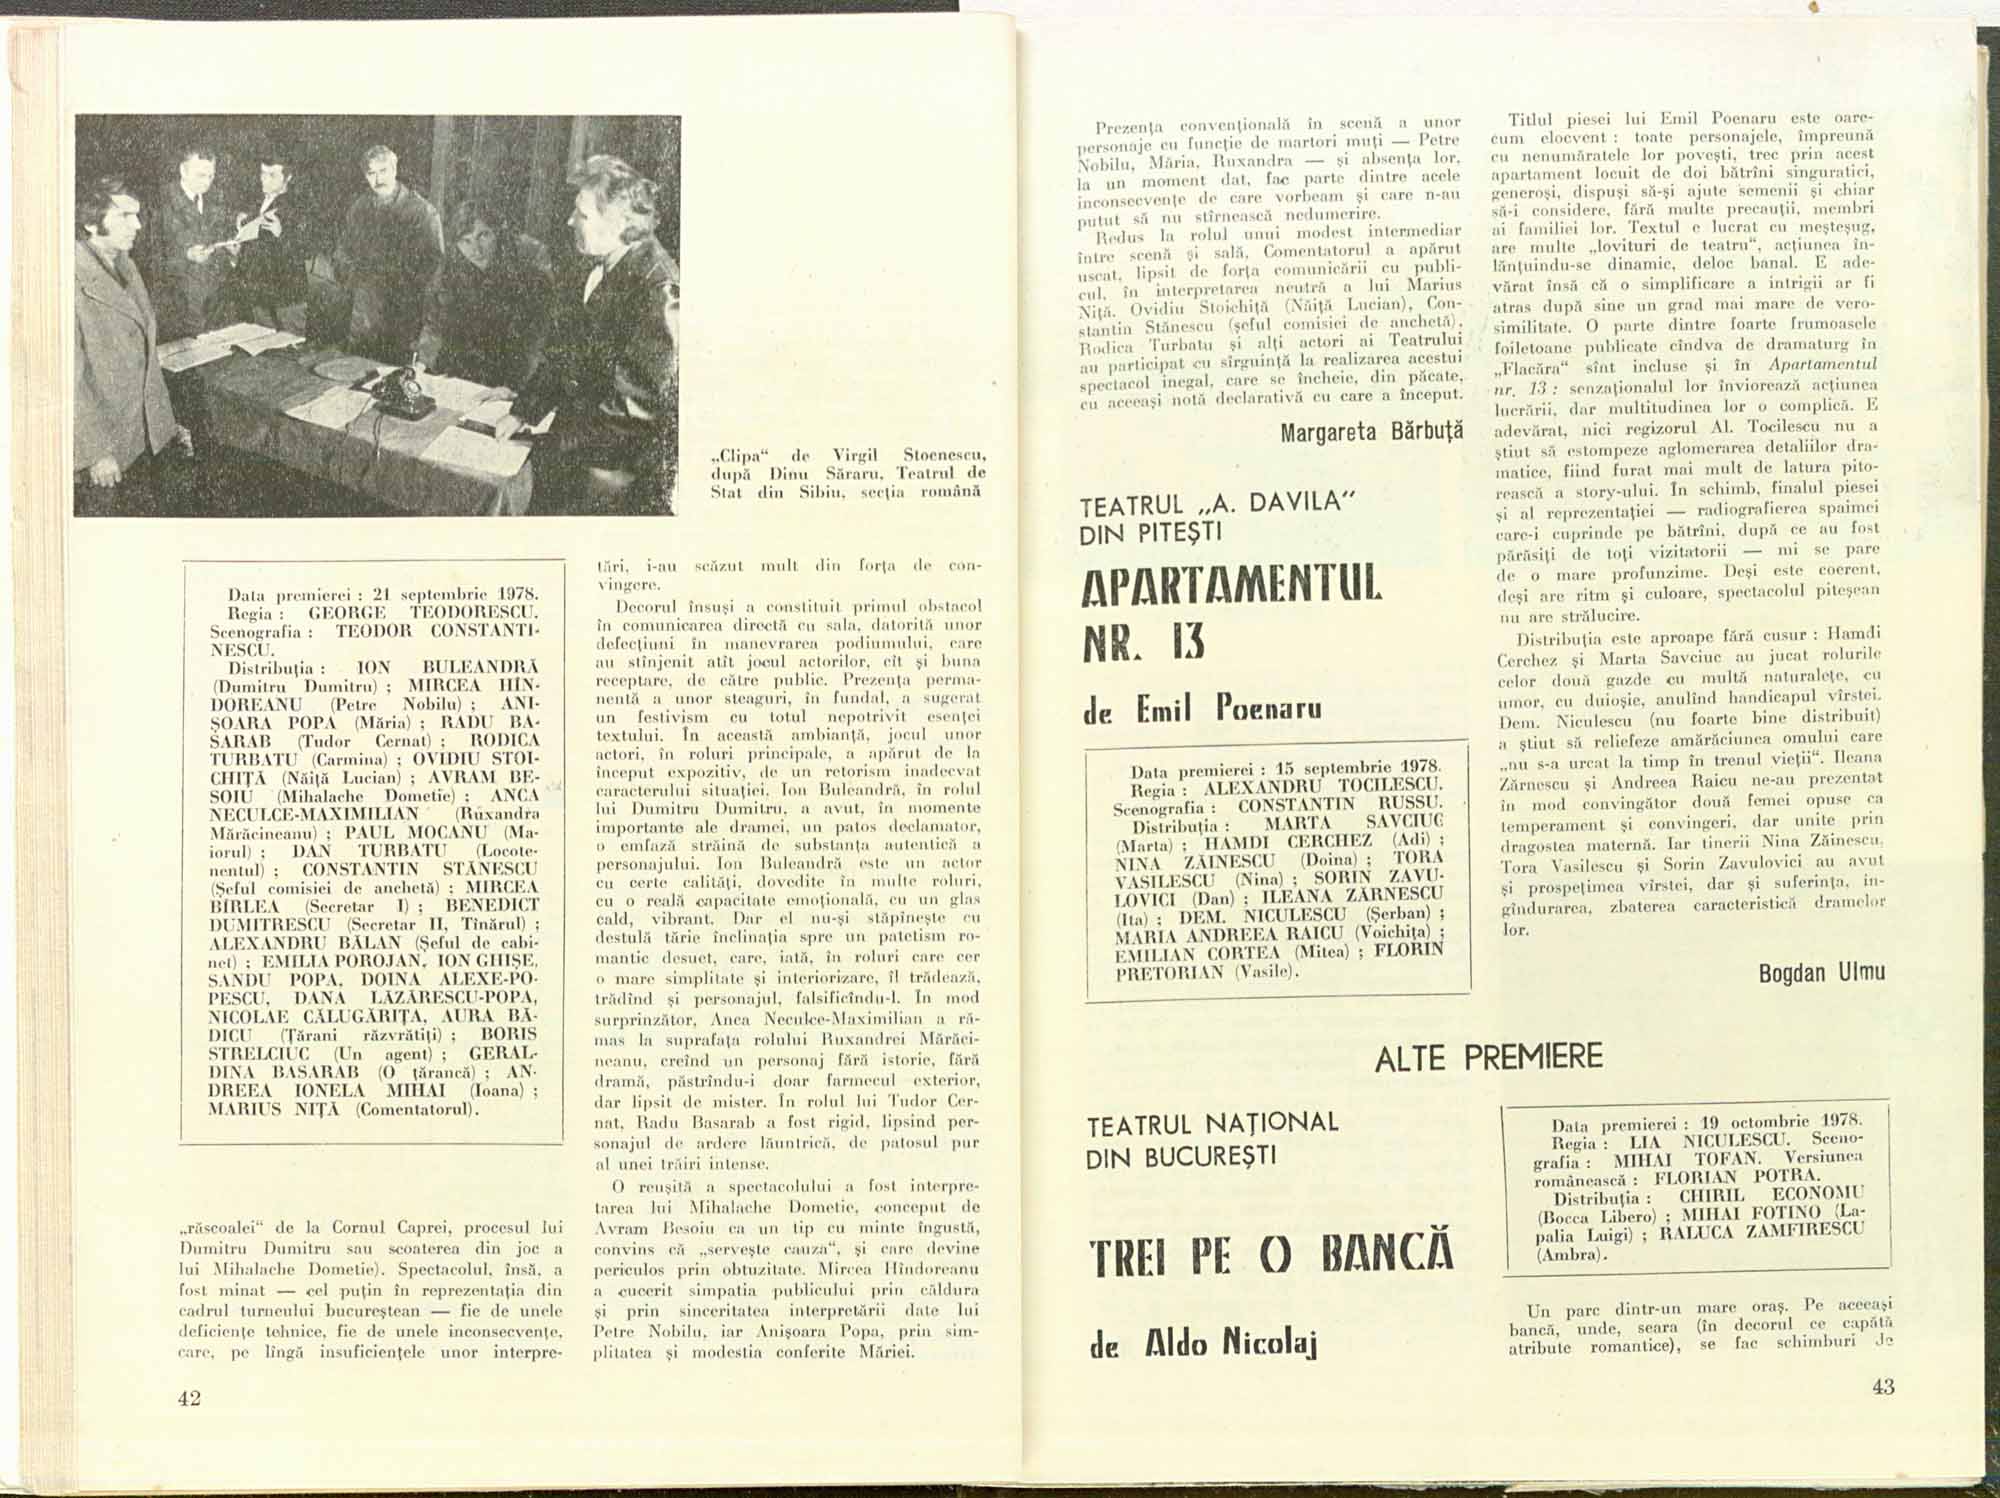 „Clipa“ de Virgil Stoenescu,
după Dinu Săraru, Teatrul de
Stat din Sibiu, secția română
Data premierei : 21 septembrie 1978.
Regia : GEORGE TEODORESCU.
Scenografia : TEODOR CONSTANTI-
NESCU.
Distribuția : ION BULEANDRĂ
(Dumitru Dumitru) ; MIRCEA HÎN-
DOREANU (Petre Nobilu) ; ANI-
ȘOARA POPA (Măria) ; RADU BA-
SARAB (Tudor Cernat) ; RODICA
TURBATU (Carmina) ; OVIDIU STOI-
CHIȚĂ (Năiță Lucian) ; AVRAM BE-
SOIU (Mihalache Dometie) ; ANCA
NECULCE-MAXIMILIAN (Ruxandra
Mărăcineanu) ; PAUL MOCANU (Ma-
iorul) ; DAN TURBATU (Locote-
nentul) ; CONSTANTIN STĂNESCU
(Șeful comisiei de anchetă) ; MIRCEA
BÎRLEA (Secretar I) ; BENEDICT
DUMITRESCU (Secretar II, Tînărul) ;
ALEXANDRU BĂLAN (Șeful de cabi-
net) ; EMILIA POROJAN, ION GHIȘE,
SANDU POPA, DOINA ALEXE-PO-
PESCU, DANA LĂZĂRESCU-POPA,
NICOLAE CĂLUGĂRIȚA, AURA BĂ-
DICU (Țărani răzvrătiți) ; BORIS
STRELCIUC (Un agent) ; GERAL-
DINA BASARAB (O țărancă) ; AN-
DREEA IONELA MIHAI (Ioana) ;
MARIUS NIȚĂ (Comentatorul).
„răscoalei“ de la Cornul Caprei, procesul lui
Dumitru Dumitru sau scoaterea din joc a
lui Mihalache Dometie). Spectacolul, însă, a
fost minat — cel puțin în reprezentația din
cadrul turneului bucureștean — fie de unele
deficiențe tehnice, fie de unele inconsecvențe,
care, pe lîngă insuficiențele unor interpre-
42
tări, i-au scăzut mult din forța de con-
vingere.
Decorul însuși a constituit primul obstacol
în comunicarea directă cu sala, datorită unor
defecțiuni în manevrarea podiumului, care
au stînjenit atît jocul actorilor, cît și buna
receptare, de către public. Prezența perma-
nentă a unor steaguri, în fundal, a sugerat
un festivism cu totul nepotrivit esenței
textului. În această ambianță, jocul unor
actori, în roluri principale, a apărut de la
început expozitiv, de un retorism inadecvat
caracterului situației. Ion Buleandră, în rolul
lui Dumitru Dumitru, a avut, în momente
importante ale dramei, un patos declamator,
o emfază străină de substanța autentică a
personajului. Ion Buleandră este un actor
cu certe calități, dovedite în multe roluri,
cu o reală capacitate emoțională, cu un glas
cald, vibrant. Dar el nu-și stăpînește cu
destulă tărie înclinația spre un patetism ro-
mantic desuet, care, iată, în roluri care cer
o mare simplitate și interiorizare, îl trădează,
trădînd și personajul, falsificîndu-l. În mod
surprinzător, Anca Neculce-Maximilian a ră-
mas la suprafața rolului Ruxandrei Mărăci-
neanu, creînd un personaj fără istorie, fără
dramă, păstrîndu-i doar farmecul exterior,
dar lipsit de mister. În rolul lui Tudor Cer-
nat, Radu Basarab a fost rigid, lipsind per-
sonajul de ardere lăuntrică, de patosul pur
al unei trăiri intense.
O reușită a spectacolului a fost interpre-
tarea lui Mihalache Dometie, conceput de
Avram Besoiu ca un tip cu minte îngustă,
convins că „servește cauza“, și care devine
periculos prin obtuzitate. Mircea Hîndoreanu
a cucerit simpatia publicului prin căldura
și prin sinceritatea interpretării date lui
Petre Nobilu, iar Anișoara Popa, prin sim-
plitatea și modestia conferite Măriei.
Prezența convențională în scenă a unor
personaje cu funcție de martori muți — Petre
Nobilu, Măria, Ruxandra — și absența lor,
la un moment dat, fac parte dintre acele
inconsecvențe de care vorbeam și care n-au
putut să nu stîrnească nedumerire.
Redus la rolul unui modest intermediar
între scenă și sală, Comentatorul a apărut
uscat, lipsit de forța comunicării cu publi-
cul, în interpretarea neutră a lui Marius
Niță. Ovidiu Stoichiță (Năiță Lucian), Con-
stantin Stănescu (șeful comisiei de anchetă),
Rodica Turbatu și alți actori ai Teatrului
au participat cu sîrguință la realizarea acestui
spectacol inegal, care se încheie, din păcate,
cu aceeași notă declarativă cu care a început.
Margareta Bărbuță
TEATRUL „A. DAVILA“
DIN PITEȘTI
APARTAMENTUL
NR. 13
de Emil Poenaru
Data premierei : 15 septembrie 1978.
Regia : ALEXANDRU TOCILESCU.
Scenografia : CONSTANTIN RUSSU.
Distribuția : MARTA SAVCIUC
(Marta) ; HAMDI CERCHEZ (Adi) ;
NINA ZĂINESCU (Doina) ; TORA
VASILESCU (Nina) ; SORIN ZAVU-
LOVICI (Dan) ; ILEANA ZĂRNESCU
(Ita) ; DEM. NICULESCU (Șerban) ;
MARIA ANDREEA RAICU (Voichița) ;
EMILIAN CORTEA (Mitea) ; FLORIN
PRETORIAN (Vasile).
Titlul piesei lui Emil Poenaru este oare-
cum elocvent : toate personajele, împreună
cu nenumăratele lor povești, trec prin acest
apartament locuit de doi bătrîni singuratici,
generoși, dispuși să-și ajute semenii și chiar
să-i considere, fără multe precauții, membri
ai familiei lor. Textul e lucrat cu meșteșug,
are multe „lovituri de teatru“, acțiunea în-
lănțuindu-se dinamic, deloc banal. E ade-
vărat însă că o simplificare a intrigii ar fi
atras după sine un grad mai mare de vero-
similitate. O parte dintre foarte frumoasele
foiletoane publicate cîndva de dramaturg în
„Flacăra“ sînt incluse și în Apartamentul
nr. 13 : senzaționalul lor înviorează acțiunea
lucrării, dar multitudinea lor o complică. E
adevărat, nici regizorul Al. Tocilescu nu a
știut să estompeze aglomerarea detaliilor dra-
matice, fiind furat mai mult de latura pito-
rească a story-ului. În schimb, finalul piesei
și al reprezentației — radiografierea spaimei
care-i cuprinde pe bătrîni, după ce au fost
părăsiți de toți vizitatorii — mi se pare
de o mare profunzime. Deși este coerent,
deși are ritm și culoare, spectacolul piteșean
nu are strălucire.
Distribuția este aproape fără cusur : Hamdi
Cerchez și Marta Savciuc au jucat rolurile
celor două gazde cu multă naturalețe, cu
umor, cu duioșie, anulînd handicapul vîrstei.
Dem. Niculescu (nu foarte bine distribuit)
a știut să reliefeze amărăciunea omului care
„nu s-a urcat la timp în trenul vieții“. Ileana
Zărnescu și Andreea Raicu ne-au prezentat
în mod convingător două femei opuse ca
temperament și convingeri, dar unite prin
dragostea maternă. Iar tinerii Nina Zăinescu,
Tora Vasilescu și Sorin Zavulovici au avut
și prospețimea vîrstei, dar și suferința, în-
gîndurarea, zbaterea caracteristică dramelor
lor.
Bogdan Ulmu
ALTE PREMIERE
TEATRUL NAȚIONAL
DIN BUCUREȘTI
TREI PE O BANCĂ
de Aldo Nicolaj
Data premierei : 19 octombrie 1978.
Regia : LIA NICULESCU. Sceno-
grafia : MIHAI TOFAN. Versiunea
românească : FLORIAN POTRA.
Distribuția : CHIRIL ECONOMU
(Bocca Libero) ; MIHAI FOTINO (La-
palia Luigi) ; RALUCA ZAMFIRESCU
(Ambra).
Un parc dintr-un mare oraș. Pe aceeași
bancă, unde, seara (în decorul ce capătă
atribute romantice), se fac schimburi de
43